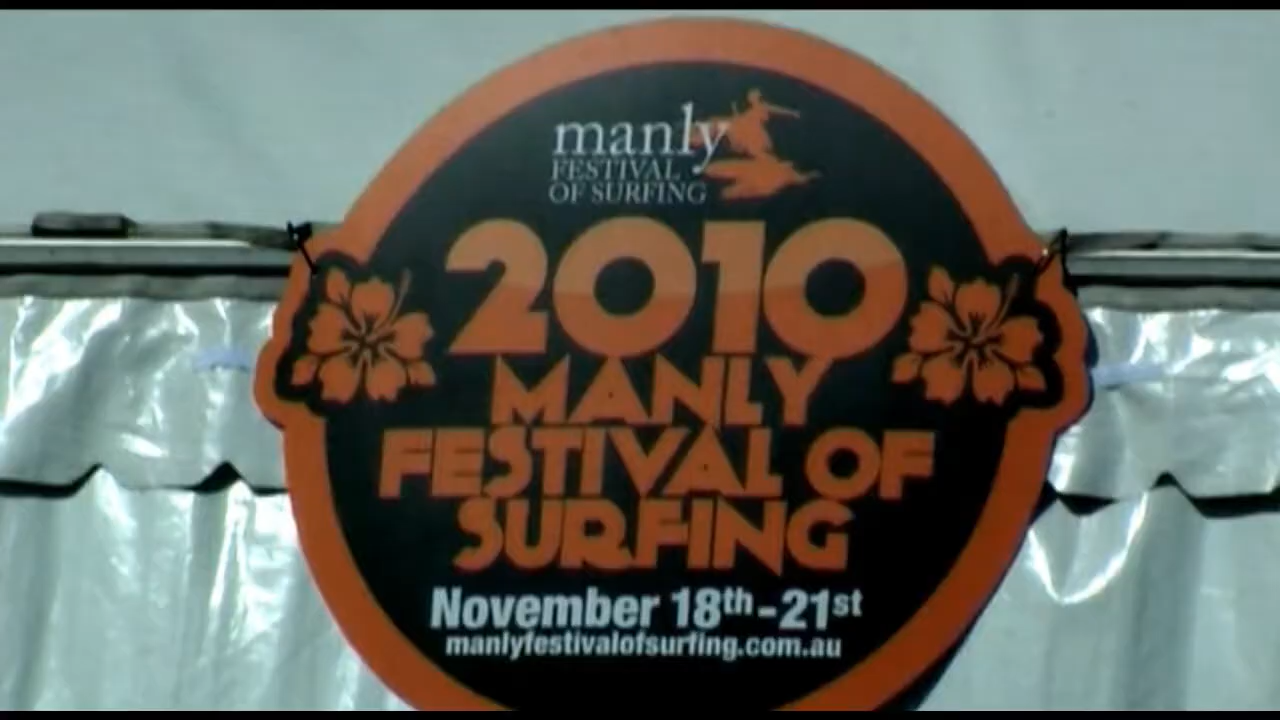 manly
FESTIVAL
OF SURFING
2010
MANLY
FESTIVAL OF
SURFING
November 18th-21st
manlyfestivalofsurfing.com.au